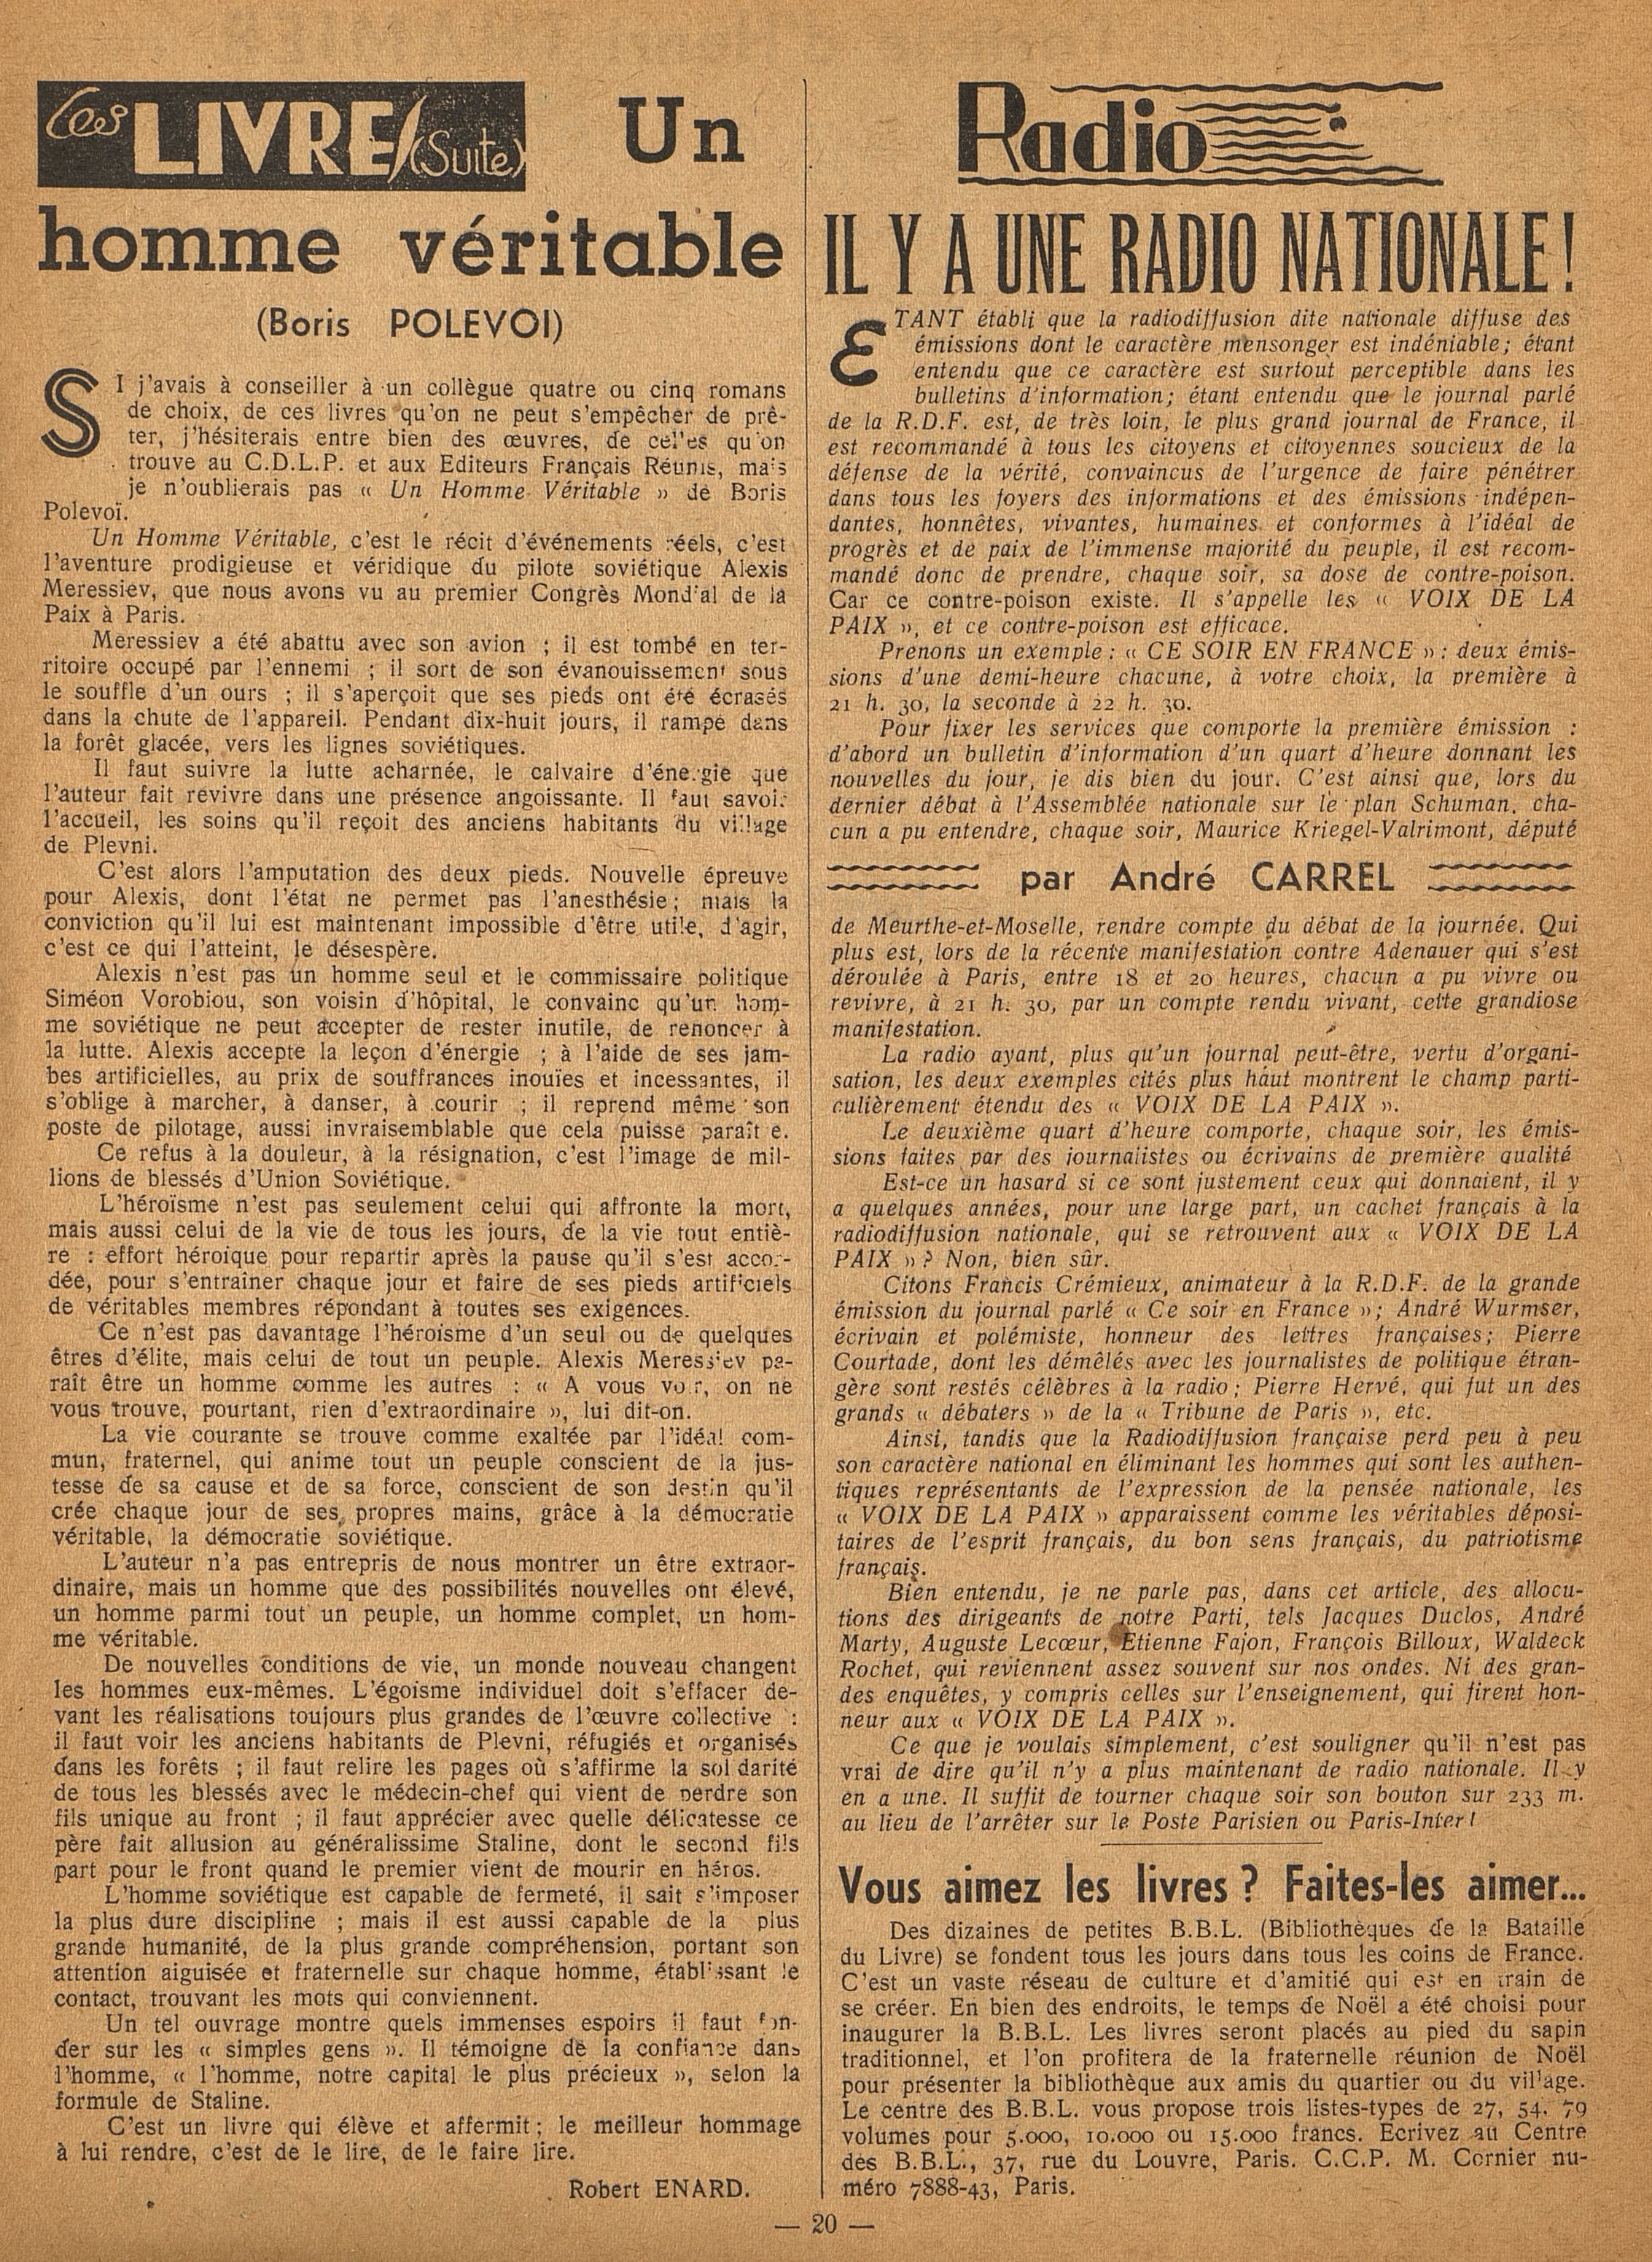 Les LIVRES (Suite)
Un
homme véritable
(Boris POLEVOI)
SI j'avais à conseiller à un collègue quatre ou cinq romans
de choix, de ces livres qu'on ne peut s'empêcher de prê-
ter, j'hésiterais entre bien des œuvres, de celles qu'on
trouve au C.D.L.P. et aux Editeurs Français Réunis, mais
je n'oublierais pas « Un Homme Véritable » de Boris
Polevoï.
Un Homme Véritable, c'est le récit d'événements réels, c'est
l'aventure prodigieuse et véridique du pilote soviétique Alexis
Meressiev, que nous avons vu au premier Congrès Mondial de la
Paix à Paris.
Meressiev a été abattu avec son avion ; il est tombé en ter-
ritoire occupé par l'ennemi ; il sort de son évanouissement sous
le souffle d'un ours ; il s'aperçoit que ses pieds ont été écrasés
dans la chute de l'appareil. Pendant dix-huit jours, il rampe dans
la forêt glacée, vers les lignes soviétiques.
Il faut suivre la lutte acharnée, le calvaire d'énergie que
l'auteur fait revivre dans une présence angoissante. Il faut savoir
l'accueil, les soins qu'il reçoit des anciens habitants du village
de Plevni.
C'est alors l'amputation des deux pieds. Nouvelle épreuve
pour Alexis, dont l'état ne permet pas l'anesthésie ; mais la
conviction qu'il lui est maintenant impossible d'être utile, d'agir,
c'est ce qui l'atteint, le désespère.
Alexis n'est pas un homme seul et le commissaire politique
Siméon Vorobiou, son voisin d'hôpital, le convainc qu'un hom-
me soviétique ne peut accepter de rester inutile, de renoncer à
la lutte. Alexis accepte la leçon d'énergie ; à l'aide de ses jam-
bes artificielles, au prix de souffrances inouïes et incessantes, il
s'oblige à marcher, à danser, à courir ; il reprend même son
poste de pilotage, aussi invraisemblable que cela puisse paraître.
Ce refus à la douleur, à la résignation, c'est l'image de mil-
lions de blessés d'Union Soviétique.
L'héroïsme n'est pas seulement celui qui affronte la mort,
mais aussi celui de la vie de tous les jours, de la vie tout entiè-
re : effort héroique pour repartir après la pause qu'il s'est accor-
dée, pour s'entraîner chaque jour et faire de ses pieds artificiels
de véritables membres répondant à toutes ses exigences.
Ce n'est pas davantage l'héroisme d'un seul ou de quelques
êtres d'élite, mais celui de tout un peuple. Alexis Meressiev pa-
raît être un homme comme les autres : « A vous voir, on ne
vous trouve, pourtant, rien d'extraordinaire », lui dit-on.
La vie courante se trouve comme exaltée par l'idéal com-
mun, fraternel, qui anime tout un peuple conscient de la jus-
tesse de sa cause et de sa force, conscient de son destin qu'il
crée chaque jour de ses propres mains, grâce à la démocratie
véritable, la démocratie soviétique.
L'auteur n'a pas entrepris de nous montrer un être extraor-
dinaire, mais un homme que des possibilités nouvelles ont élevé,
un homme parmi tout un peuple, un homme complet, un hom-
me véritable.
De nouvelles conditions de vie, un monde nouveau changent
les hommes eux-mêmes. L'égoisme individuel doit s'effacer de-
vant les réalisations toujours plus grandes de l'œuvre collective :
il faut voir les anciens habitants de Plevni, réfugiés et organisés
dans les forêts ; il faut relire les pages où s'affirme la solidarité
de tous les blessés avec le médecin-chef qui vient de perdre son
fils unique au front ; il faut apprécier avec quelle délicatesse ce
père fait allusion au généralissime Staline, dont le second fils
part pour le front quand le premier vient de mourir en héros.
L'homme soviétique est capable de fermeté, il sait s'imposer
la plus dure discipline ; mais il est aussi capable de la plus
grande humanité, de la plus grande compréhension, portant son
attention aiguisée et fraternelle sur chaque homme, établissant le
contact, trouvant les mots qui conviennent.
Un tel ouvrage montre quels immenses espoirs il faut fon-
der sur les « simples gens ». Il témoigne de la confiance dans
l'homme, « l'homme, notre capital le plus précieux », selon la
formule de Staline.
C'est un livre qui élève et affermit ; le meilleur hommage
à lui rendre, c'est de le lire, de le faire lire.
Robert ENARD.
Radio
IL Y A UNE RADIO NATIONALE !
ETANT établi que la radiodiffusion dite nationale diffuse des
émissions dont le caractère mensonger est indéniable ; étant
entendu que ce caractère est surtout perceptible dans les
bulletins d'information ; étant entendu que le journal parlé
de la R.D.F. est, de très loin, le plus grand journal de France, il
est recommandé à tous les citoyens et citoyennes soucieux de la
défense de la vérité, convaincus de l'urgence de faire pénétrer
dans tous les foyers des informations et des émissions indépen-
dantes, honnêtes, vivantes, humaines et conformes à l'idéal de
progrès et de paix de l'immense majorité du peuple, il est recom-
mandé donc de prendre, chaque soir, sa dose de contre-poison.
Car ce contre-poison existe. Il s'appelle les « VOIX DE LA
PAIX », et ce contre-poison est efficace.
Prenons un exemple : « CE SOIR EN FRANCE » : deux émis-
sions d'une demi-heure chacune, à votre choix, la première à
21 h. 30, la seconde à 22 h. 30.
Pour fixer les services que comporte la première émission :
d'abord un bulletin d'information d'un quart d'heure donnant les
nouvelles du jour, je dis bien du jour. C'est ainsi que, lors du
dernier débat à l'Assemblée nationale sur le plan Schuman, cha-
cun a pu entendre, chaque soir, Maurice Kriegel-Valrimont, député
par André CARREL
de Meurthe-et-Moselle, rendre compte du débat de la journée. Qui
plus est, lors de la récente manifestation contre Adenauer qui s'est
déroulée à Paris, entre 18 et 20 heures, chacun a pu vivre ou
revivre, à 21 h. 30, par un compte rendu vivant, cette grandiose
manifestation.
La radio ayant, plus qu'un journal peut-être, vertu d'organi-
sation, les deux exemples cités plus haut montrent le champ parti-
culièrement étendu des « VOIX DE LA PAIX ».
Le deuxième quart d'heure comporte, chaque soir, les émis-
sions faites par des journalistes ou écrivains de première qualité
Est-ce un hasard si ce sont justement ceux qui donnaient, il y
a quelques années, pour une large part, un cachet français à la
radiodiffusion nationale, qui se retrouvent aux « VOIX DE LA
PAIX » ? Non, bien sûr.
Citons Francis Crémieux, animateur à la R.D.F. de la grande
émission du journal parlé « Ce soir en France » ; André Wurmser,
écrivain et polémiste, honneur des lettres françaises ; Pierre
Courtade, dont les démêlés avec les journalistes de politique étran-
gère sont restés célèbres à la radio ; Pierre Hervé, qui fut un des
grands « débaters » de la « Tribune de Paris », etc.
Ainsi, tandis que la Radiodiffusion française perd peu à peu
son caractère national en éliminant les hommes qui sont les authen-
tiques représentants de l'expression de la pensée nationale, les
« VOIX DE LA PAIX » apparaissent comme les véritables déposi-
taires de l'esprit français, du bon sens français, du patriotisme
français.
Bien entendu, je ne parle pas, dans cet article, des allocu-
tions des dirigeants de notre Parti, tels Jacques Duclos, André
Marty, Auguste Lecœur, Etienne Fajon, François Billoux, Waldeck
Rochet, qui reviennent assez souvent sur nos ondes. Ni des gran-
des enquêtes, y compris celles sur l'enseignement, qui firent hon-
neur aux « VOIX DE LA PAIX ».
Ce que je voulais simplement, c'est souligner qu'il n'est pas
vrai de dire qu'il n'y a plus maintenant de radio nationale. Il y
en a une. Il suffit de tourner chaque soir son bouton sur 233 m.
au lieu de l'arrêter sur le Poste Parisien ou Paris-Inter !
Vous aimez les livres ? Faites-les aimer...
Des dizaines de petites B.B.L. (Bibliothèques de la Bataille
du Livre) se fondent tous les jours dans tous les coins de France.
C'est un vaste réseau de culture et d'amitié qui est en train de
se créer. En bien des endroits, le temps de Noël a été choisi pour
inaugurer la B.B.L. Les livres seront placés au pied du sapin
traditionnel, et l'on profitera de la fraternelle réunion de Noël
pour présenter la bibliothèque aux amis du quartier ou du village.
Le centre des B.B.L. vous propose trois listes-types de 27, 54, 79
volumes pour 5.000, 10.000 ou 15.000 francs. Ecrivez au Centre
des B.B.L., 37, rue du Louvre, Paris. C.C.P. M. Cornier nu-
méro 7888-43, Paris.
— 20 —